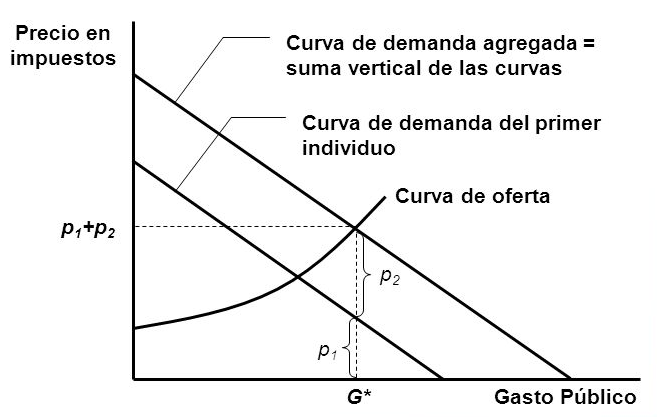 Precio en
impuestos
Curva de demanda agregada =
suma vertical de las curvas
Curva de demanda del primer
individuo
Curva de oferta
p₁+p₂
p₂
p₁
G*
Gasto Público